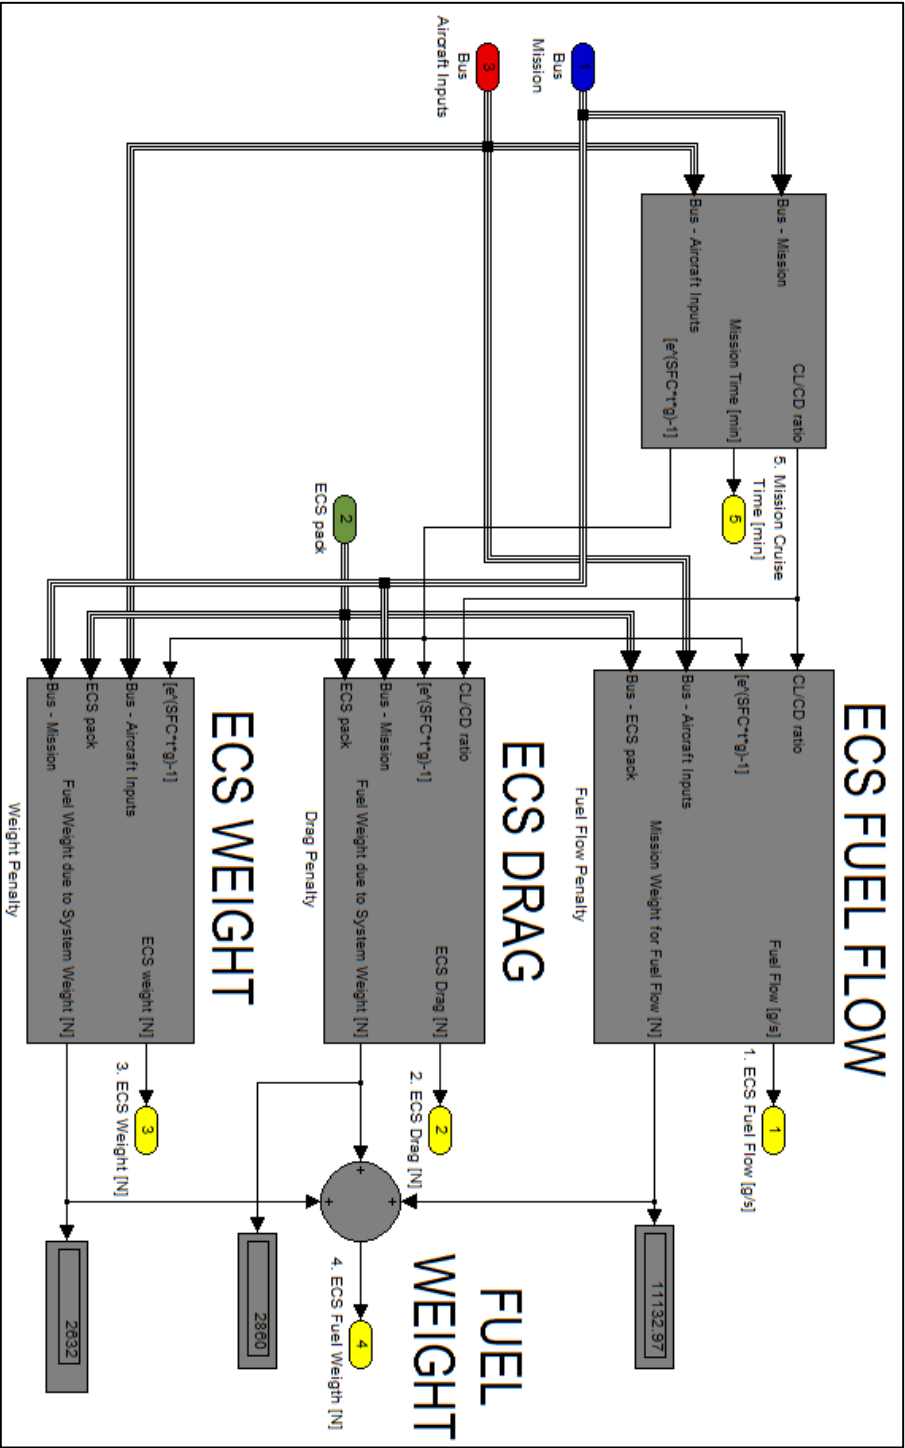 1
Mission
Bus
3
Aircraft Inputs
Bus
Bus - Mission
Bus - Aircraft Inputs
CL/CD ratio
Mission Time [min]
[e^(SFC*t*g)-1]
5. Mission Cruise
Time [min]
5
2
ECS pack
ECS FUEL FLOW
CL/CD ratio
[e^(SFC*t*g)-1]
Bus - Aircraft Inputs
Bus - ECS pack
Fuel Flow [g/s]
Mission Weight for Fuel Flow [N]
Fuel Flow Penalty
1
1. ECS Fuel Flow [g/s]
11132.97
ECS DRAG
CL/CD ratio
[e^(SFC*t*g)-1]
Bus - Mission
ECS pack
ECS Drag [N]
Fuel Weight due to System Weight [N]
Drag Penalty
2
2. ECS Drag [N]
FUEL
WEIGHT
+
+
+
4
4. ECS Fuel Weigth [N]
2860
ECS WEIGHT
[e^(SFC*t*g)-1]
Bus - Aircraft Inputs
ECS pack
Bus - Mission
ECS weight [N]
Fuel Weight due to System Weight [N]
Weight Penalty
3
3. ECS Weight [N]
2632